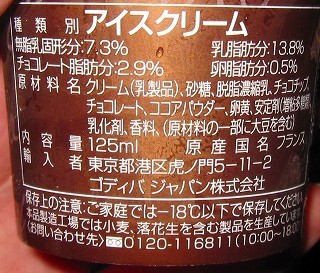 種類別 アイスクリーム
無脂乳固形分:7.3% 乳脂肪分:13.8%
チョコレート脂肪分:2.9% 卵脂肪分:0.5%
原材料名 クリーム(乳製品)、砂糖、脱脂濃縮乳、チョコチップ、
チョコレート、ココアパウダー、卵黄、安定剤(増粘多糖類)、
乳化剤、香料、(原材料の一部に大豆を含む)
内容量 125ml 原産国名 フランス
輸入者 東京都港区虎ノ門5-11-2
ゴディバ ジャパン株式会社
保存上の注意:ご家庭では-18℃以下で保存してください。
本品製造工場では小麦、落花生を含む製品を生産しています
〈お問い合わせ先〉 0120-116811(10:00~18:00